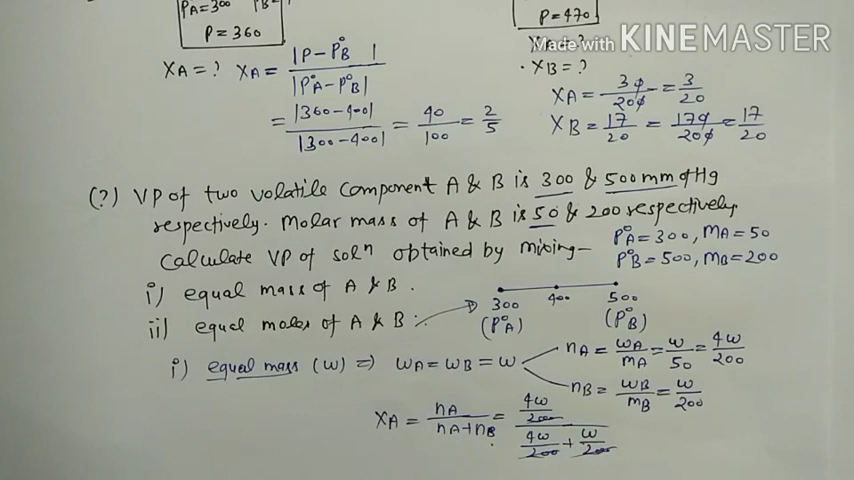 PA=300 PB=
P=360
P=470
Made with KINEMASTER
XA=? XA= |P-P°B| / |P°A-P°B|
XA=?
XB=?
= |360-400| / |300-400| = 40/100 = 2/5
XA= 30/200 = 3/20
XB= 17/20 = 170/200 = 17/20
(?) VP of two volatile component A & B is 300 & 500 mm of Hg
respectively. Molar mass of A & B is 50 & 200 respectively.
P°A=300, MA=50
Calculate VP of solⁿ obtained by mixing-
P°B=500, MB=200
i) equal mass of A & B.
300 400 500
ii) equal moles of A & B:
(P°A) (P°B)
i) equal mass (w) => wA=wB=w
nA= wA/MA = w/50 = 4w/200
nB= wB/MB = w/200
XA= nA/(nA+nB) = (4w/200) / (4w/200 + w/200)